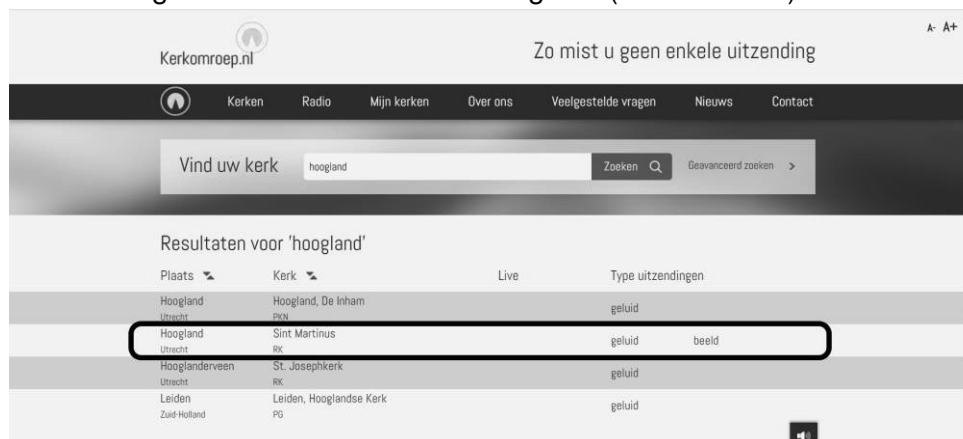 A- A+
Kerkomroep.nl
Zo mist u geen enkele uitzending
Kerken Radio Mijn kerken Over ons Veelgestelde vragen Nieuws Contact
Vind uw kerk hoogland Zoeken Geavanceerd zoeken >
Resultaten voor 'hoogland'
Plaats Kerk Live Type uitzendingen
Hoogland Hoogland, De Inham geluid
Utrecht PKN
Hoogland Sint Martinus geluid beeld
Utrecht RK
Hooglanderveen St. Josephkerk geluid
Utrecht RK
Leiden Leiden, Hooglandse Kerk geluid
Zuid-Holland PG